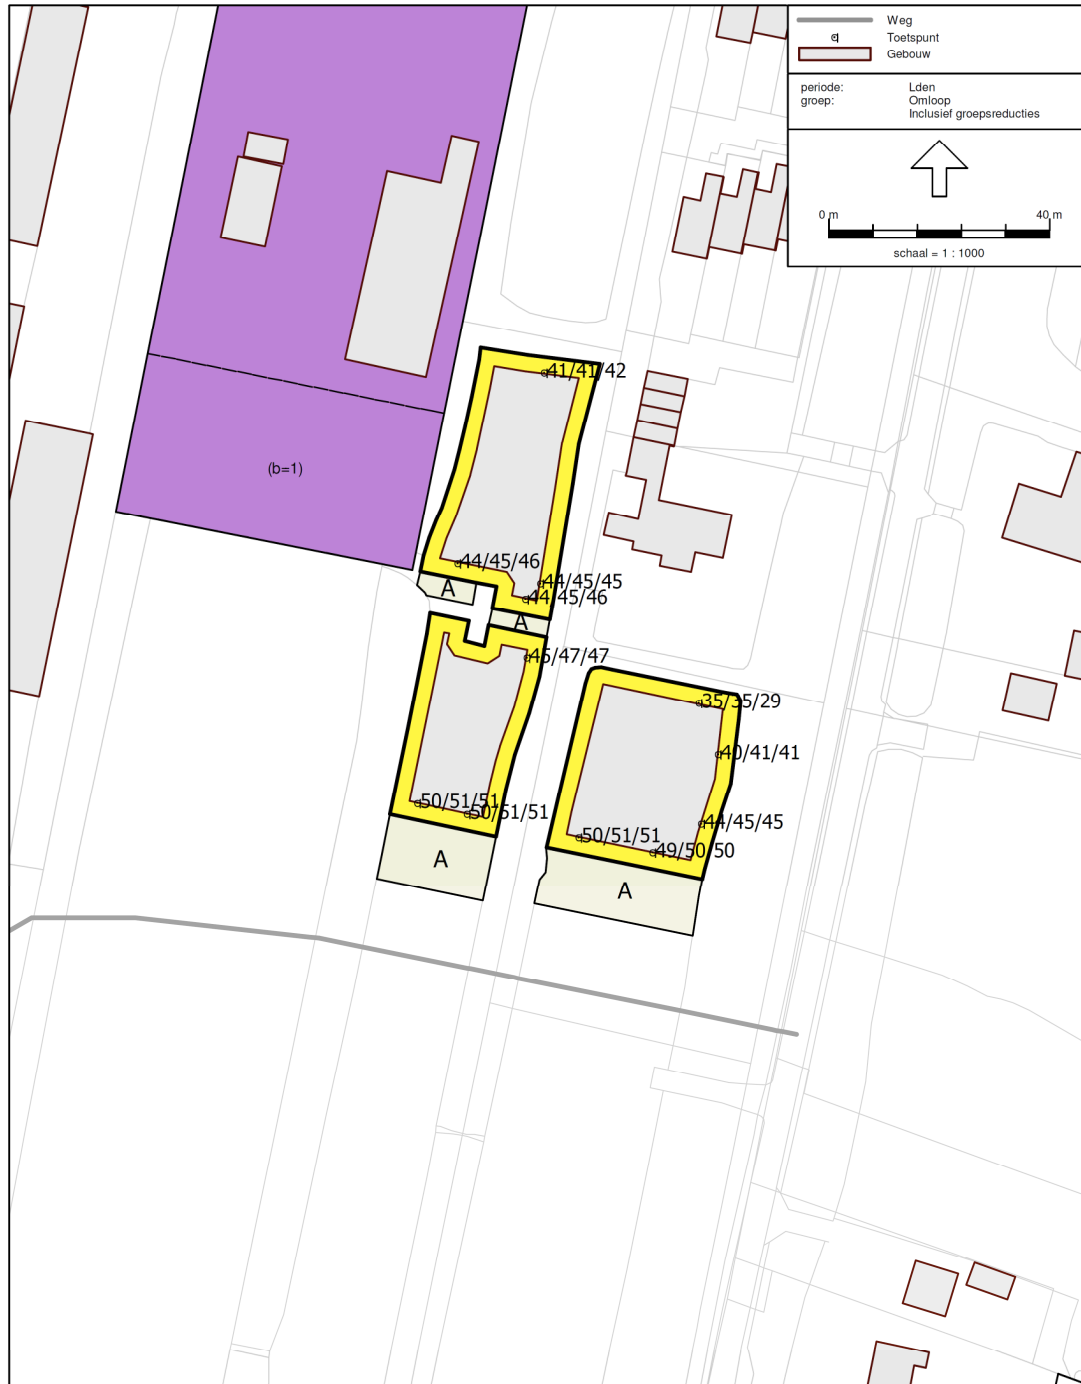 Weg
Toetspunt
Gebouw
periode: Lden
groep: Omloop
Inclusief groepsreducties
0 m 40 m
schaal = 1 : 1000
41/41/42
(b=1)
44/45/46
44/45/45
A
44/45/46
A
45/47/47
35/35/29
40/41/41
50/51/51
50/51/51
44/45/45
50/51/51
49/50/50
A
A